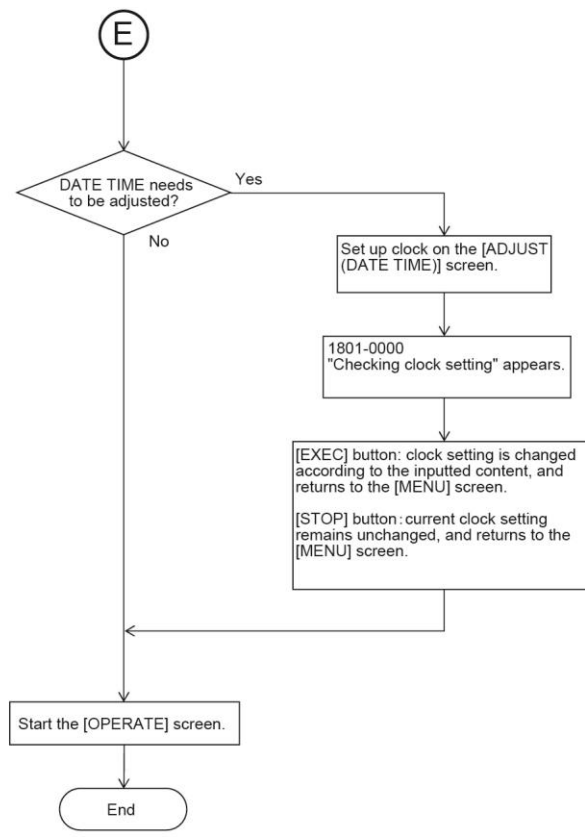 E
DATE TIME needs
to be adjusted?
Yes
No
Set up clock on the [ADJUST
(DATE TIME)] screen.
1801-0000
"Checking clock setting" appears.
[EXEC] button: clock setting is changed
according to the inputted content, and
returns to the [MENU] screen.
[STOP] button: current clock setting
remains unchanged, and returns to the
[MENU] screen.
Start the [OPERATE] screen.
End